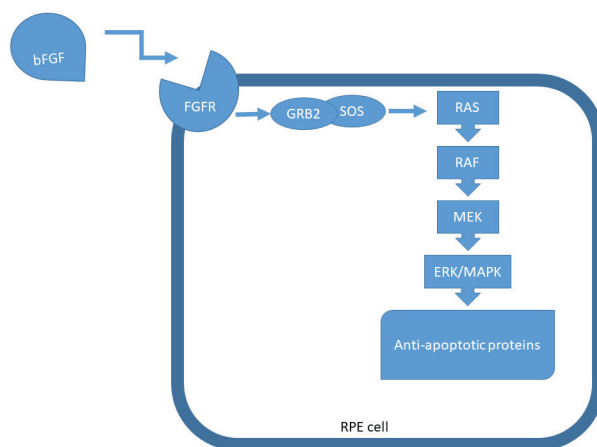 bFGF
FGFR
GRB2
SOS
RAS
RAF
MEK
ERK/MAPK
Anti-apoptotic proteins
RPE cell